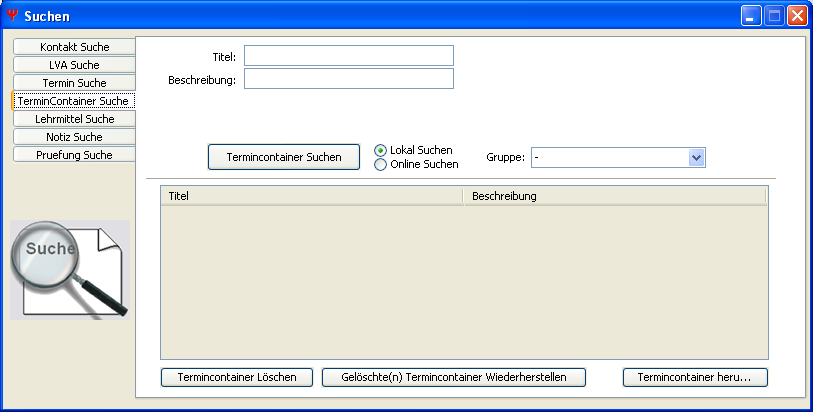 Suchen
Kontakt Suche
LVA Suche
Termin Suche
TerminContainer Suche
Lehrmittel Suche
Notiz Suche
Pruefung Suche
Suche
Titel:
Beschreibung:
Termincontainer Suchen
Lokal Suchen
Online Suchen
Gruppe: -
Titel Beschreibung
Termincontainer Löschen Gelöschte(n) Termincontainer Wiederherstellen Termincontainer heru...